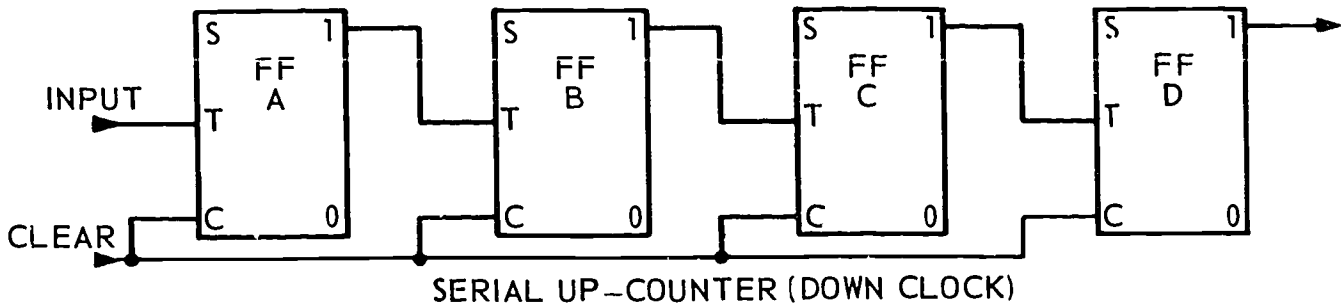 S 1 S 1 S 1 S 1
FF FF FF FF
A B C D
INPUT
T T T T
C 0 C 0 C 0 C 0
CLEAR
SERIAL UP-COUNTER (DOWN CLOCK)